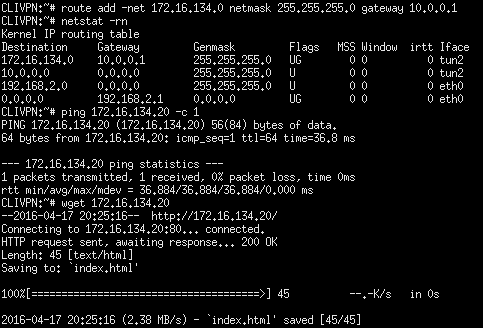 CLIVPN:~# route add -net 172.16.134.0 netmask 255.255.255.0 gateway 10.0.0.1
CLIVPN:~# netstat -rn
Kernel IP routing table
Destination     Gateway         Genmask         Flags   MSS Window  irtt Iface
172.16.134.0    10.0.0.1        255.255.255.0   UG        0 0          0 tun2
10.0.0.0        0.0.0.0         255.255.255.0   U         0 0          0 tun2
192.168.2.0     0.0.0.0         255.255.255.0   U         0 0          0 eth0
0.0.0.0         192.168.2.1     0.0.0.0         UG        0 0          0 eth0
CLIVPN:~# ping 172.16.134.20 -c 1
PING 172.16.134.20 (172.16.134.20) 56(84) bytes of data.
64 bytes from 172.16.134.20: icmp_seq=1 ttl=64 time=36.8 ms
--- 172.16.134.20 ping statistics ---
1 packets transmitted, 1 received, 0% packet loss, time 0ms
rtt min/avg/max/mdev = 36.884/36.884/36.884/0.000 ms
CLIVPN:~# wget 172.16.134.20
--2016-04-17 20:25:16--  http://172.16.134.20/
Connecting to 172.16.134.20:80... connected.
HTTP request sent, awaiting response... 200 OK
Length: 45 [text/html]
Saving to: `index.html'
100%[======================================>] 45          --.-K/s   in 0s
2016-04-17 20:25:16 (2.38 MB/s) - `index.html' saved [45/45]